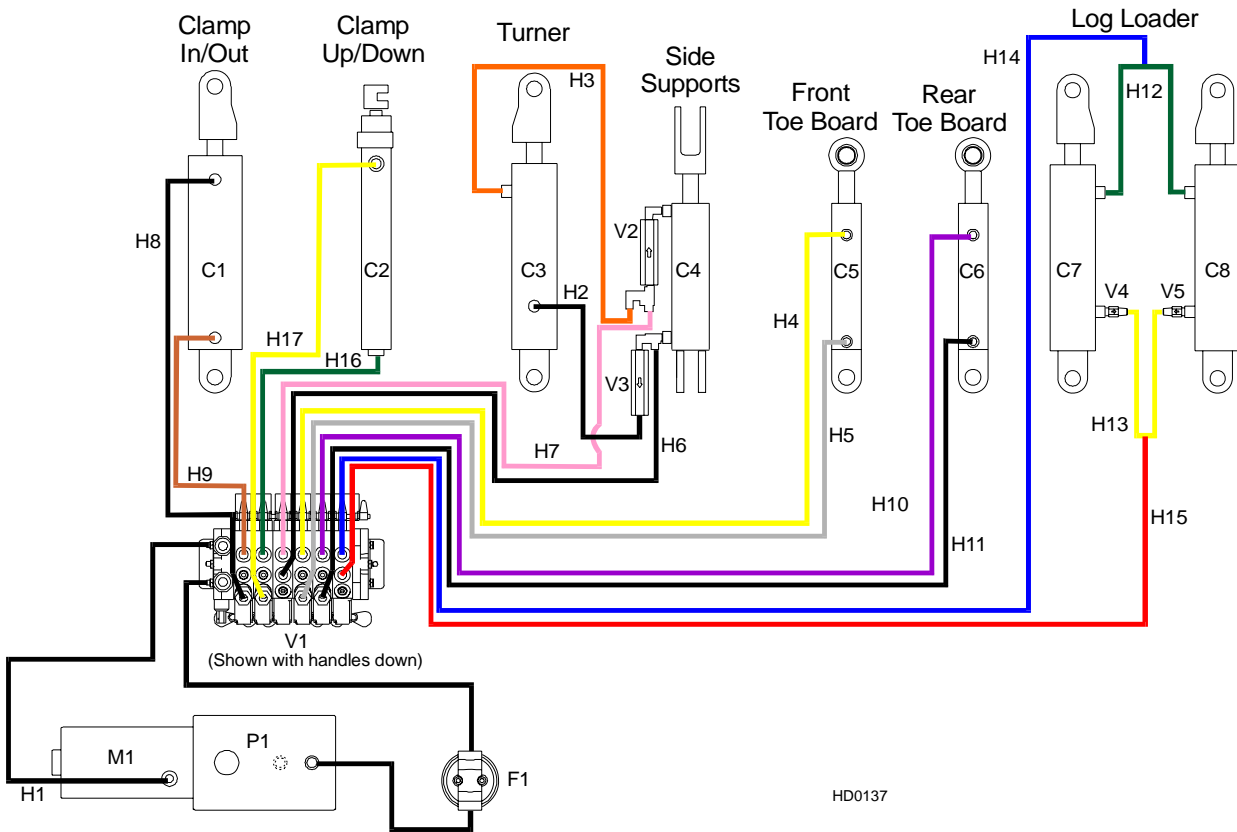 Clamp
In/Out
Clamp
Up/Down
Turner
Side
Supports
Front
Toe Board
Rear
Toe Board
Log Loader
H3
H14
H12
H8
V2
C1
C2
C3
C4
C5
C6
C7
C8
H2
V4
V5
H4
H17
H16
V3
H13
H7
H6
H5
H9
H10
H15
H11
V1
(Shown with handles down)
M1
P1
F1
H1
HD0137